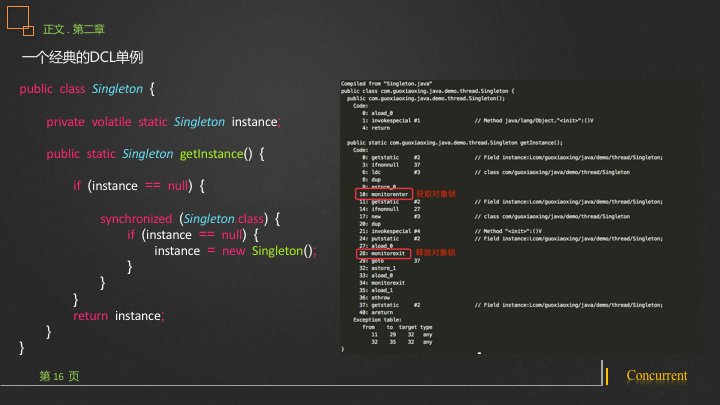 正文 . 第二章
一个经典的DCL单例
public class Singleton {
private volatile static Singleton instance;
public static Singleton getInstance() {
if (instance == null) {
synchronized (Singleton.class) {
if (instance == null) {
instance = new Singleton();
}
}
}
return instance;
}
}
Compiled from "Singleton.java"
public class com.guoxiaoxing.java.demo.thread.Singleton {
public com.guoxiaoxing.java.demo.thread.Singleton();
Code:
0: aload_0
1: invokespecial #1 // Method java/lang/Object."<init>":()V
4: return
public static com.guoxiaoxing.java.demo.thread.Singleton getInstance();
Code:
0: getstatic #2 // Field instance:Lcom/guoxiaoxing/java/demo/thread/Singleton;
3: ifnonnull 37
6: ldc #3 // class com/guoxiaoxing/java/demo/thread/Singleton
8: dup
9: astore_0
10: monitorenter 获取对象锁
11: getstatic #2 // Field instance:Lcom/guoxiaoxing/java/demo/thread/Singleton;
14: ifnonnull 27
17: new #3 // class com/guoxiaoxing/java/demo/thread/Singleton
20: dup
21: invokespecial #4 // Method "<init>":()V
24: putstatic #2 // Field instance:Lcom/guoxiaoxing/java/demo/thread/Singleton;
27: aload_0
28: monitorexit 释放对象锁
29: goto 37
32: astore_1
33: aload_0
34: monitorexit
35: aload_1
36: athrow
37: getstatic #2 // Field instance:Lcom/guoxiaoxing/java/demo/thread/Singleton;
40: areturn
Exception table:
from to target type
11 29 32 any
32 35 32 any
}
第 16 页
Concurrent